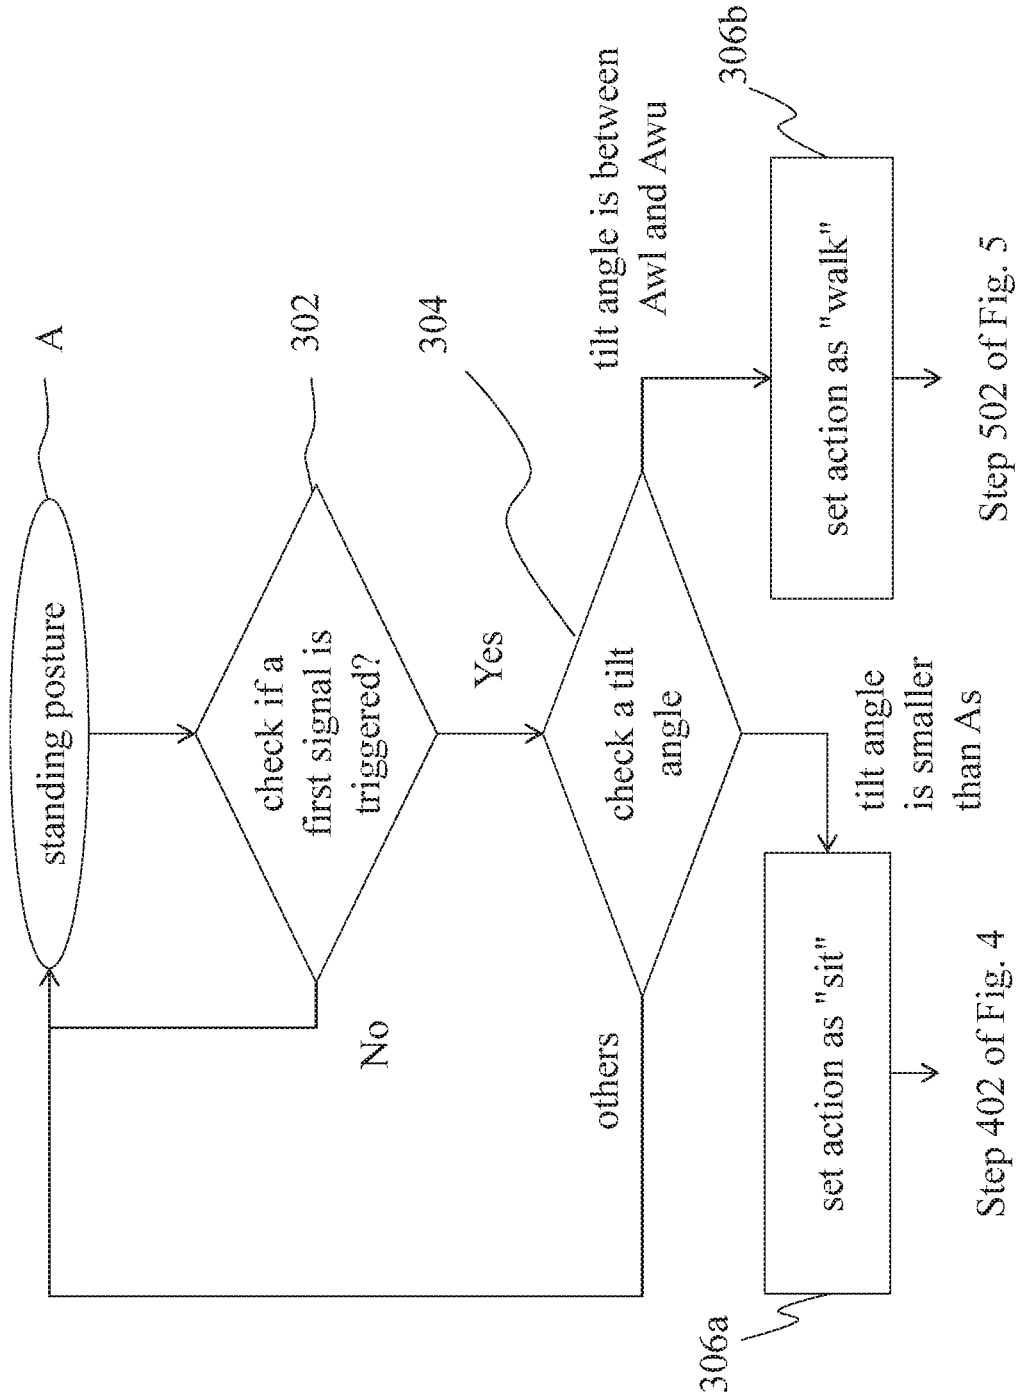 A
standing posture
302
check if a
first signal is
triggered?
No
Yes
304
check a tilt
angle
others
tilt angle is between
Awl and Awu
tilt angle
is smaller
than As
306a
set action as "sit"
306b
set action as "walk"
Step 402 of Fig. 4
Step 502 of Fig. 5